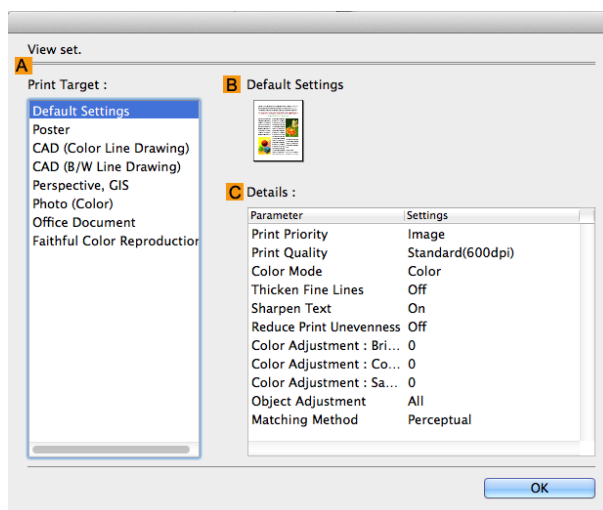 View set.
A
Print Target :
Default Settings
Poster
CAD (Color Line Drawing)
CAD (B/W Line Drawing)
Perspective, GIS
Photo (Color)
Office Document
Faithful Color Reproduction
B Default Settings
C Details :
Parameter Settings
Print Priority Image
Print Quality Standard(600dpi)
Color Mode Color
Thicken Fine Lines Off
Sharpen Text On
Reduce Print Unevenness Off
Color Adjustment : Bri... 0
Color Adjustment : Co... 0
Color Adjustment : Sa... 0
Object Adjustment All
Matching Method Perceptual
OK